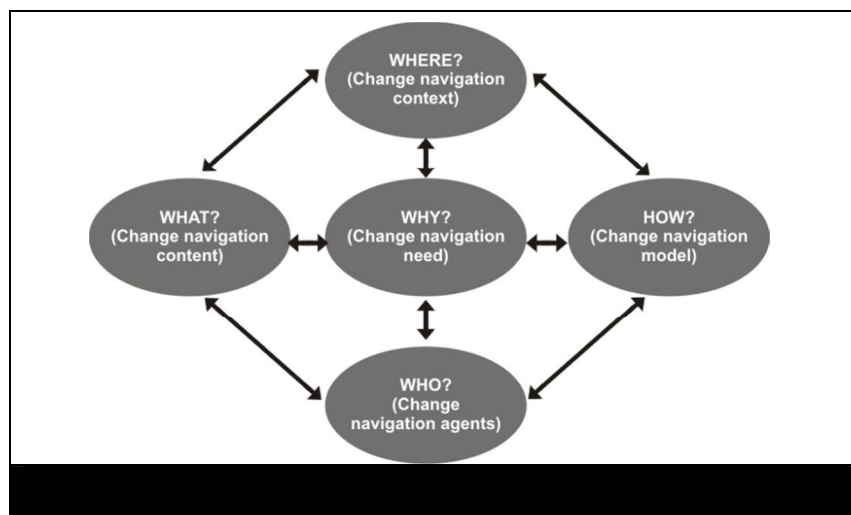 WHERE?
(Change navigation
context)
WHAT?
(Change navigation
content)
WHY?
(Change navigation
need)
HOW?
(Change navigation
model)
WHO?
(Change
navigation agents)